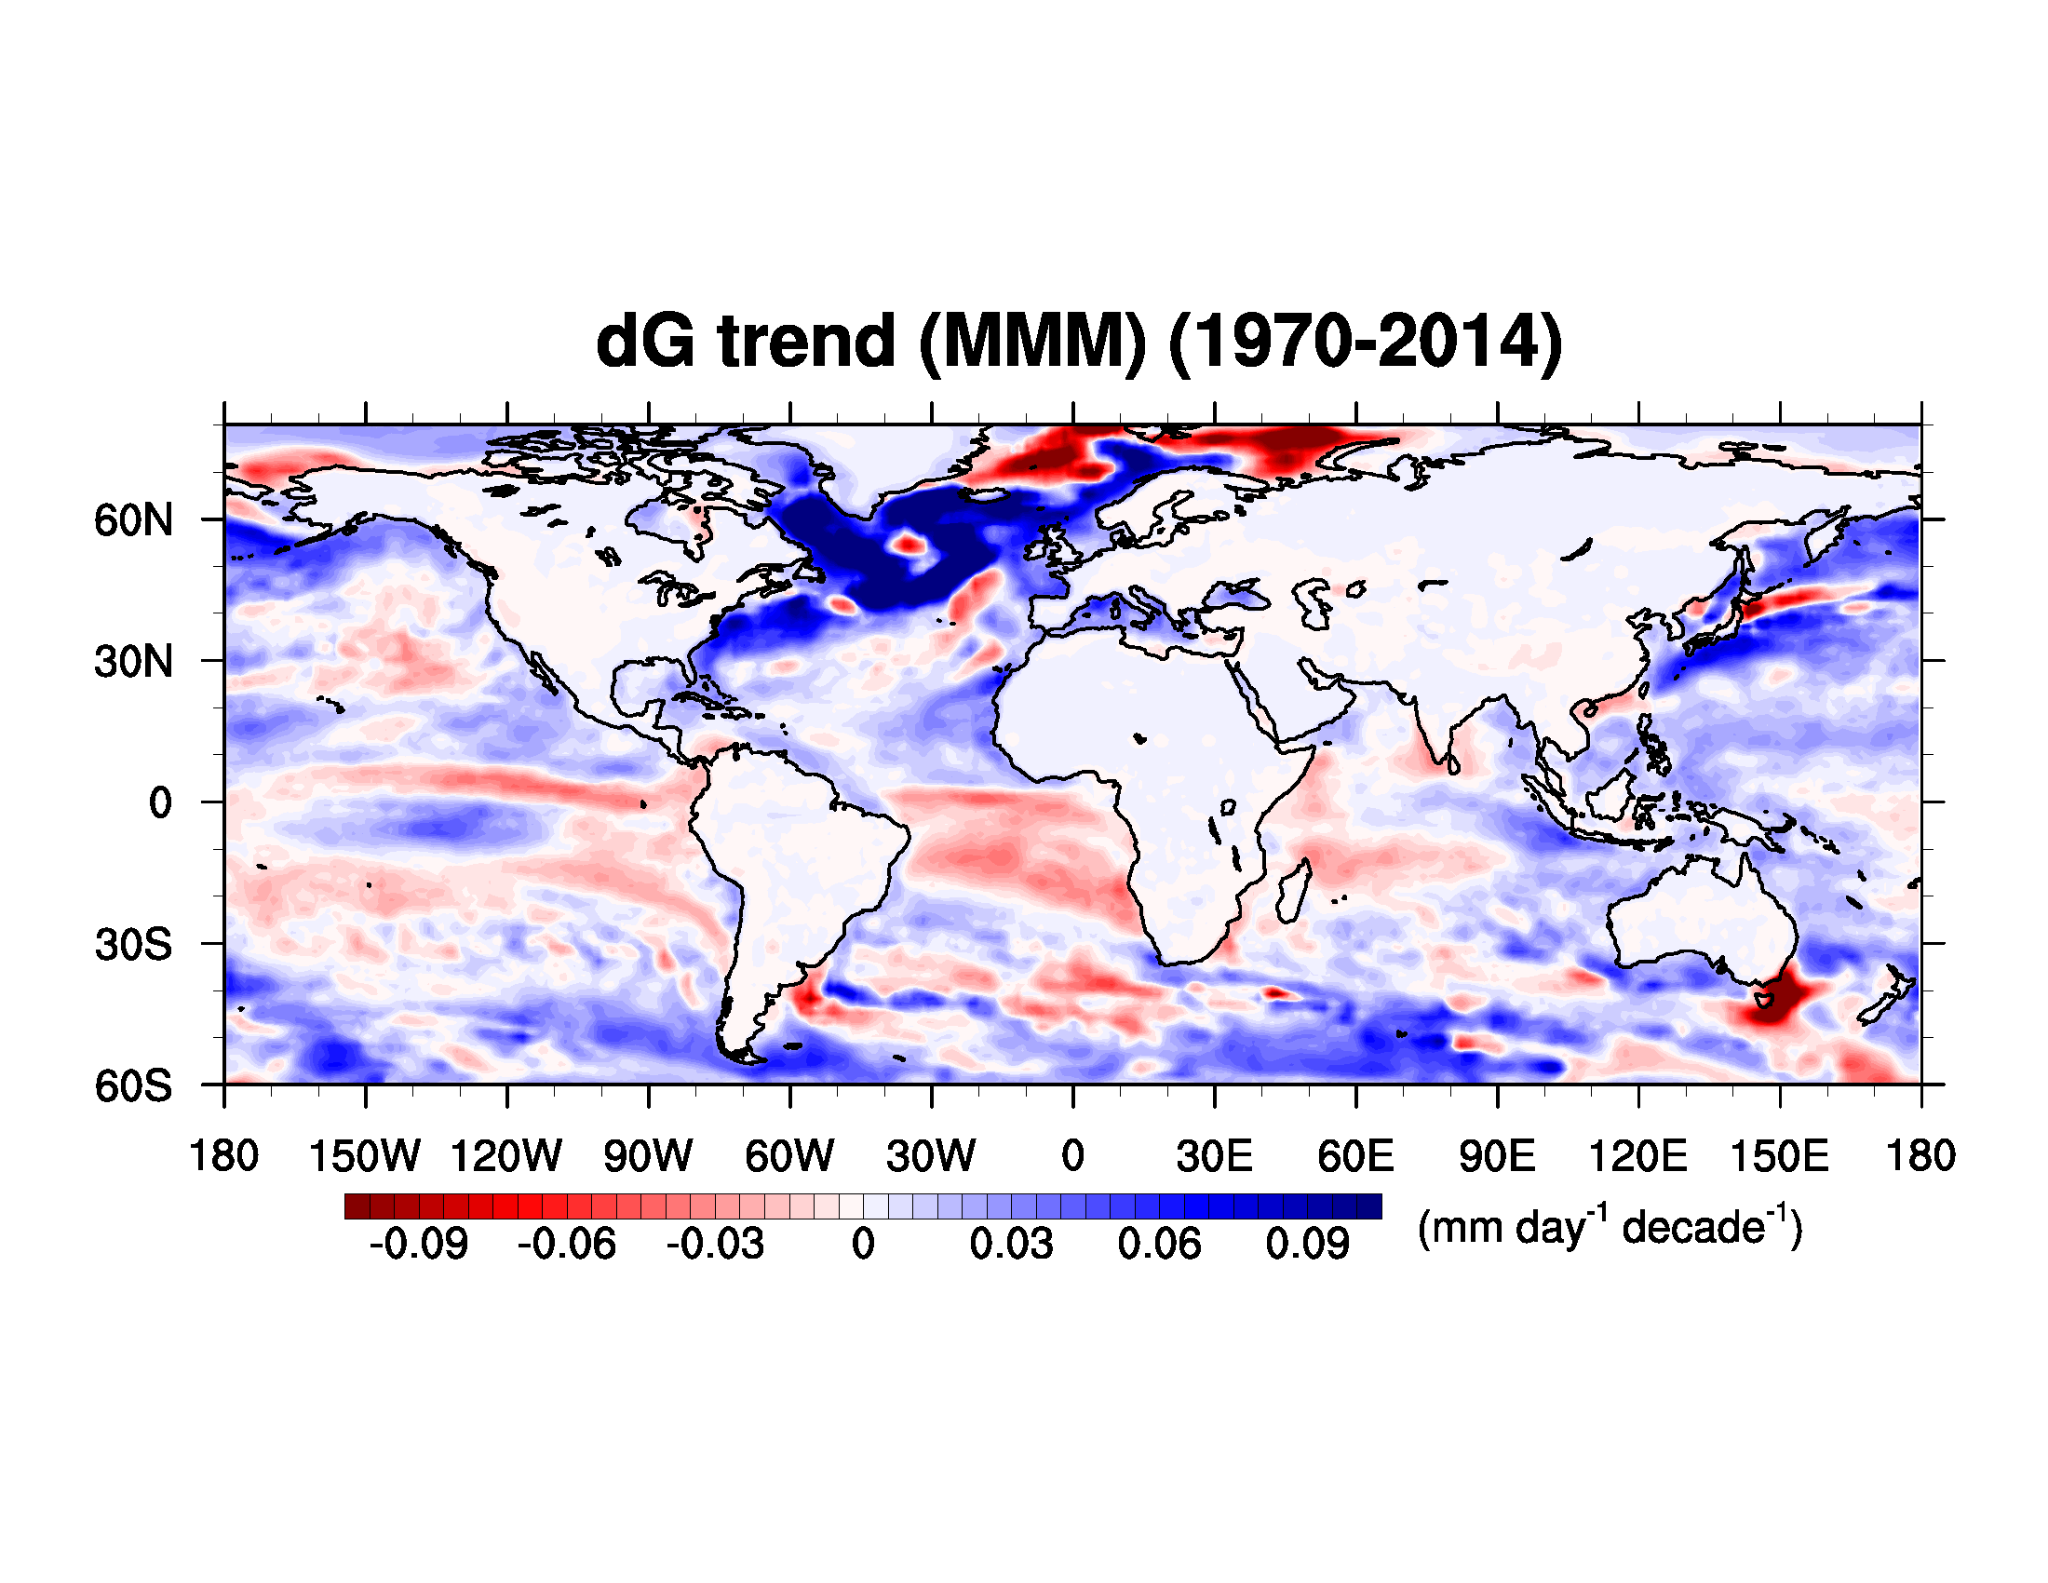 dG trend (MMM) (1970-2014)
60N
30N
0
30S
60S
180 150W 120W 90W 60W 30W 0 30E 60E 90E 120E 150E 180
-0.09 -0.06 -0.03 0 0.03 0.06 0.09 (mm day⁻¹ decade⁻¹)